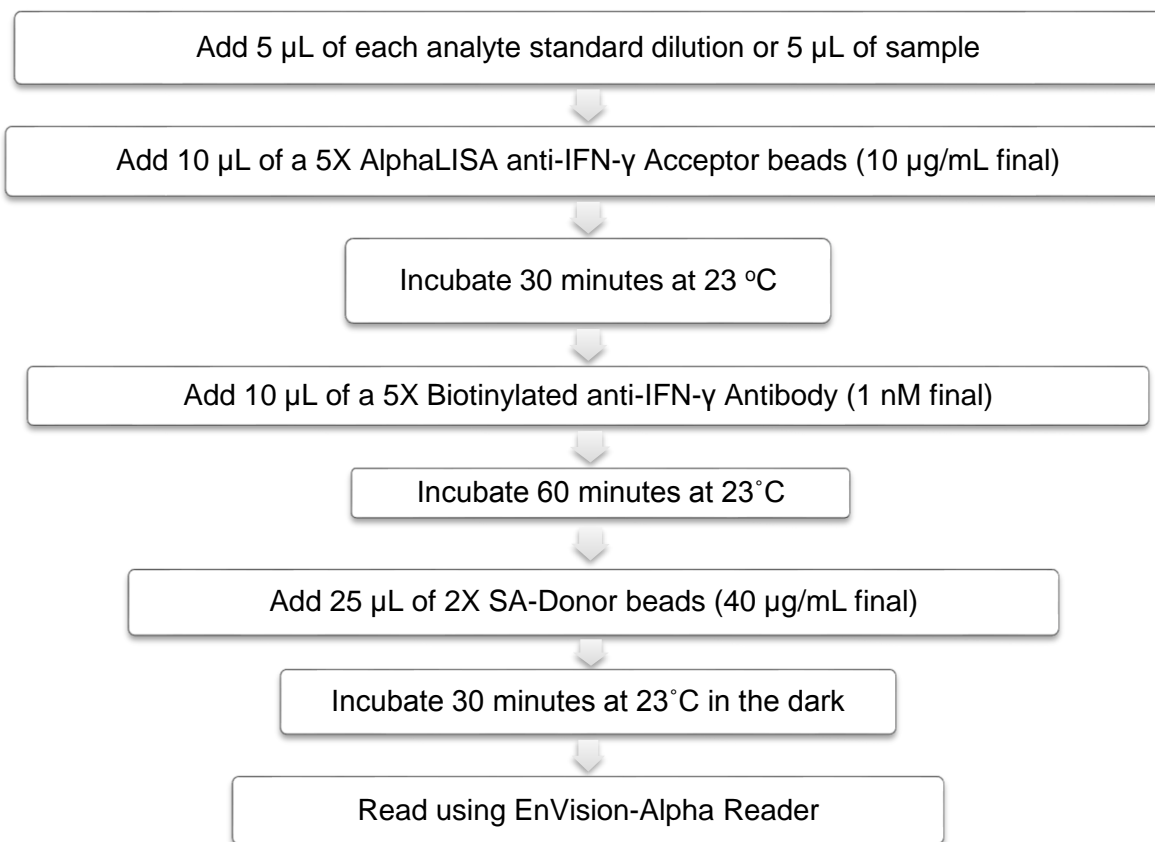 Add 5 µL of each analyte standard dilution or 5 µL of sample
Add 10 µL of a 5X AlphaLISA anti-IFN-γ Acceptor beads (10 µg/mL final)
Incubate 30 minutes at 23 ºC
Add 10 µL of a 5X Biotinylated anti-IFN-γ Antibody (1 nM final)
Incubate 60 minutes at 23˚C
Add 25 µL of 2X SA-Donor beads (40 µg/mL final)
Incubate 30 minutes at 23˚C in the dark
Read using EnVision-Alpha Reader